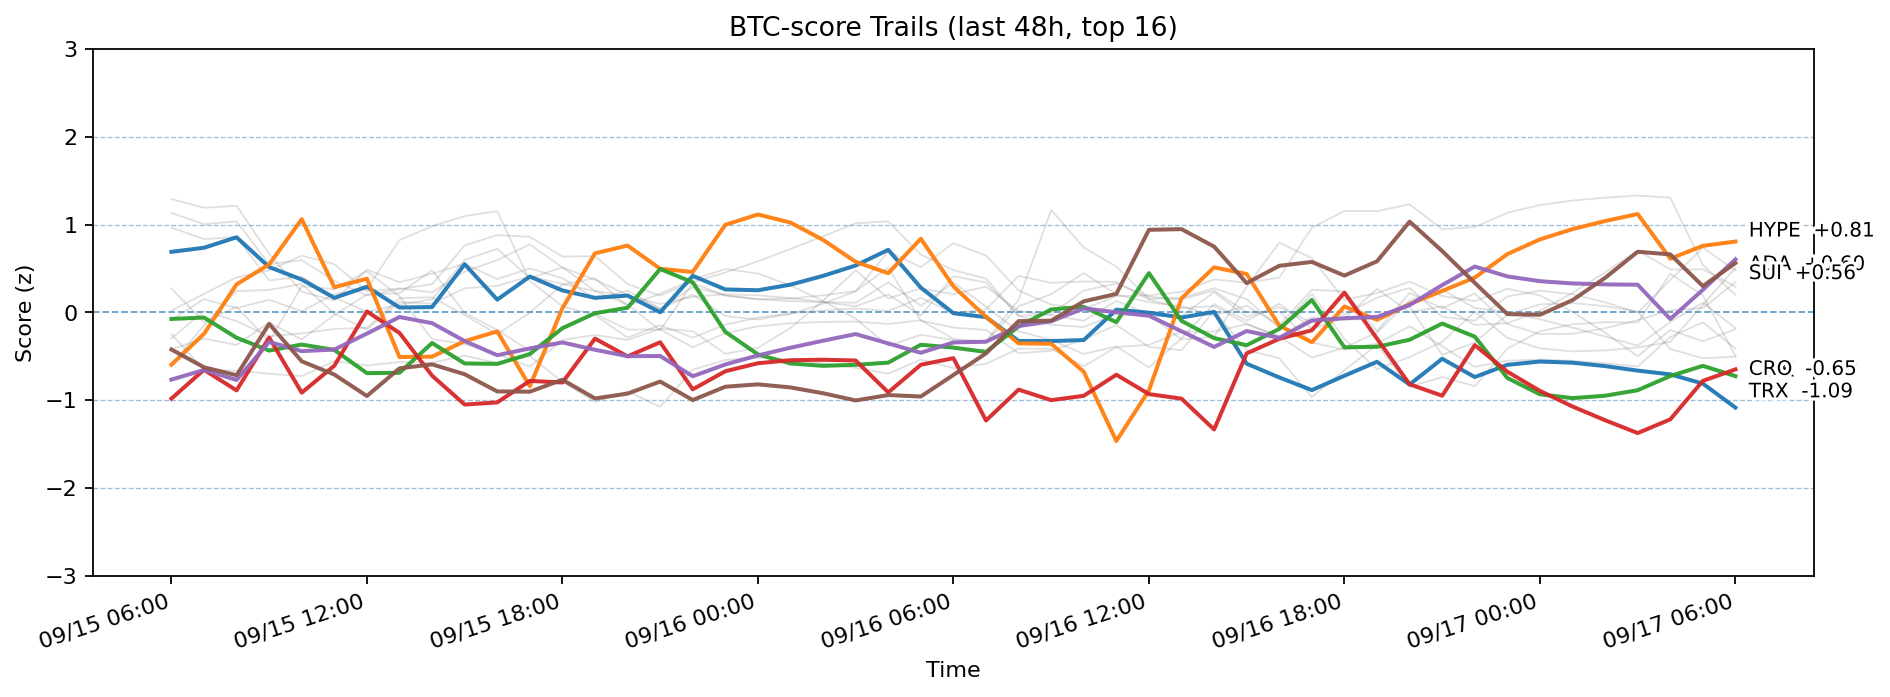 BTC-score Trails (last 48h, top 16)
Score (z)
3
2
1
0
−1
−2
−3
HYPE +0.81
ADA +0.60
SUI +0.56
CRO -0.65
TRX -1.09
09/15 06:00
09/15 12:00
09/15 18:00
09/16 00:00
09/16 06:00
09/16 12:00
09/16 18:00
09/17 00:00
09/17 06:00
Time